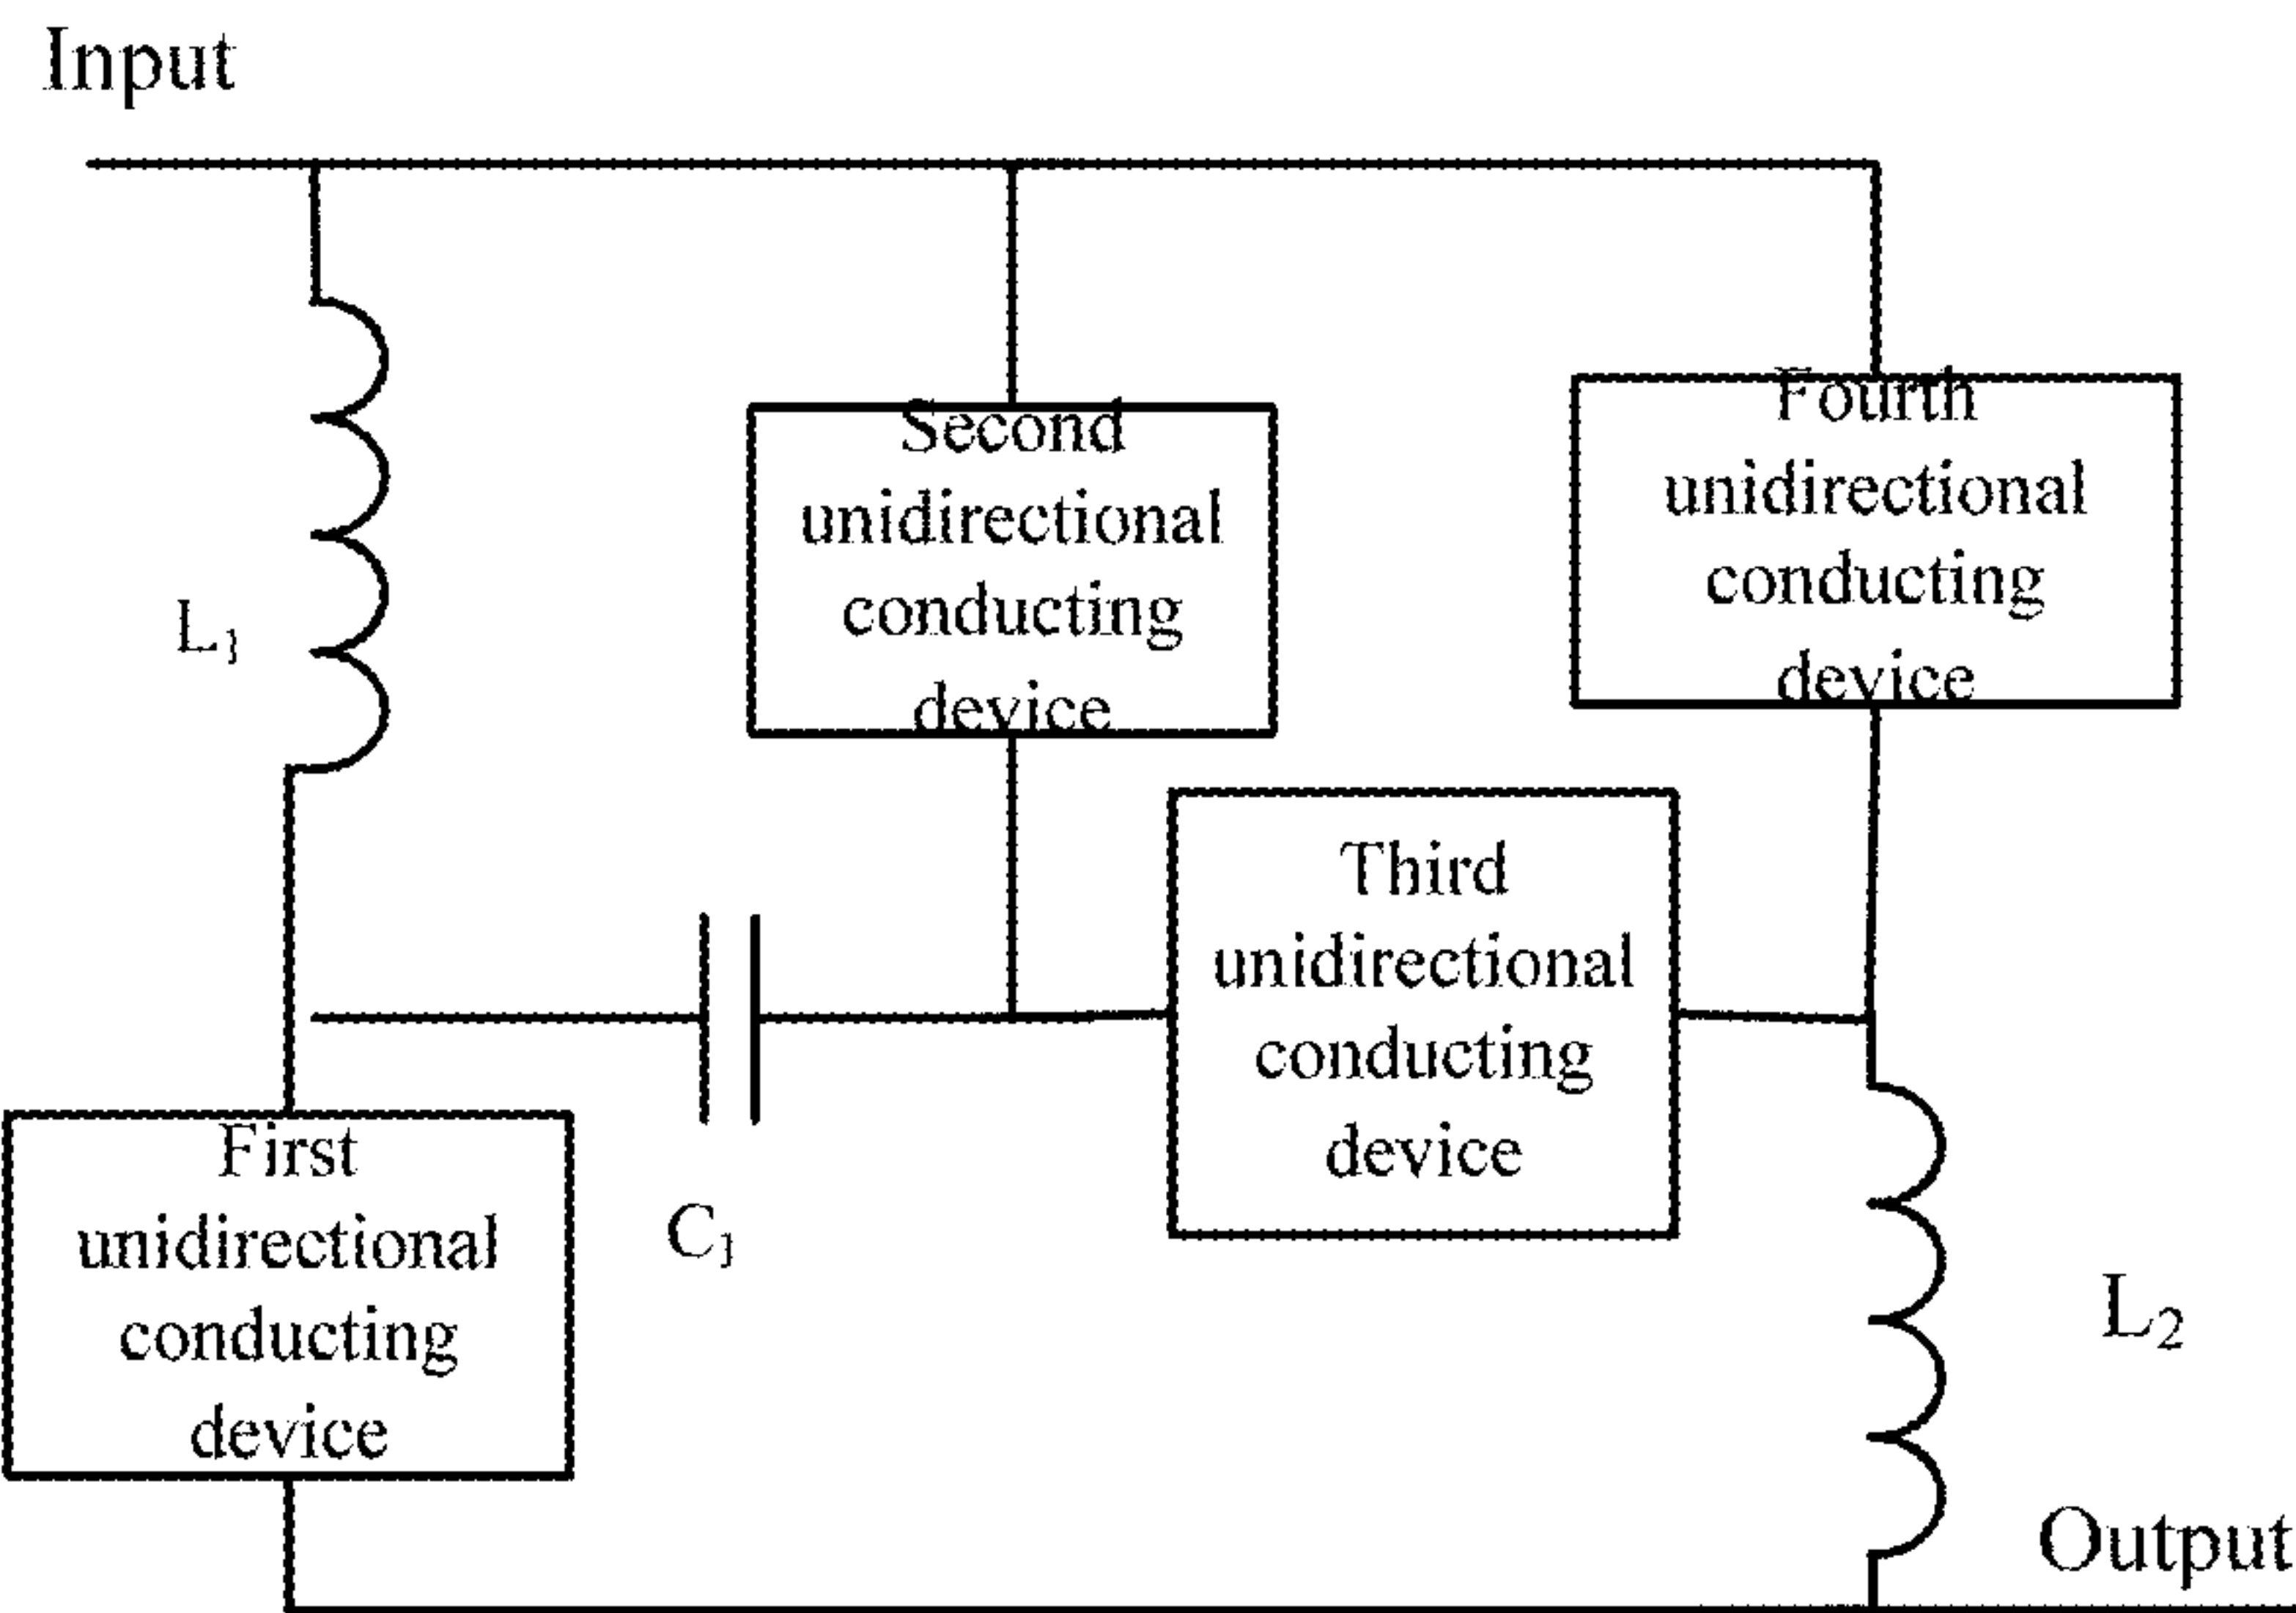 Input
Second
unidirectional
conducting
device
Fourth
unidirectional
conducting
device
L₁
Third
unidirectional
conducting
device
First
unidirectional
conducting
device
C₁
L₂
Output